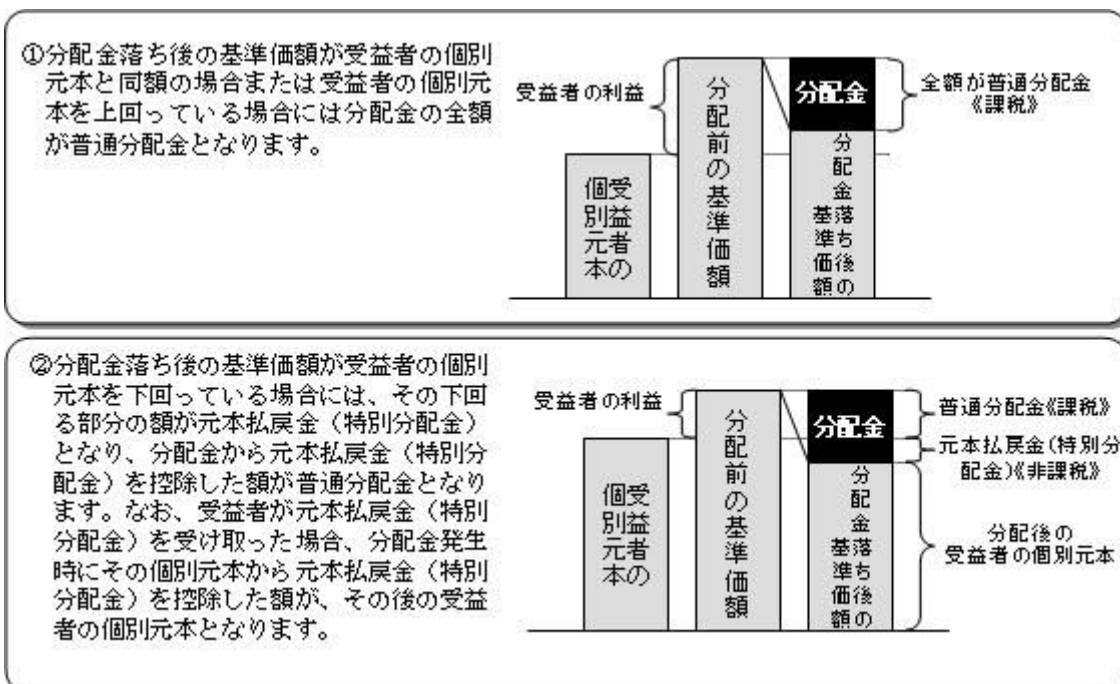 ①分配金落ち後の基準価額が受益者の個別
元本と同額の場合または受益者の個別元
本を上回っている場合には分配金の全額
が普通分配金となります。
受益者の利益
受益者の
個別元本
分配前の基準価額
分配金
分配金落ち後の
基準価額
全額が普通分配金
《課税》
②分配金落ち後の基準価額が受益者の個別
元本を下回っている場合には、その下回
る部分の額が元本払戻金（特別分配金）
となり、分配金から元本払戻金（特別分
配金）を控除した額が普通分配金となり
ます。なお、受益者が元本払戻金（特別
分配金）を受け取った場合、分配金発生
時にその個別元本から元本払戻金（特別
分配金）を控除した額が、その後の受益
者の個別元本となります。
受益者の利益
受益者の
個別元本
分配前の基準価額
分配金
分配金落ち後の
基準価額
普通分配金《課税》
元本払戻金(特別分
配金)《非課税》
分配後の
受益者の個別元本